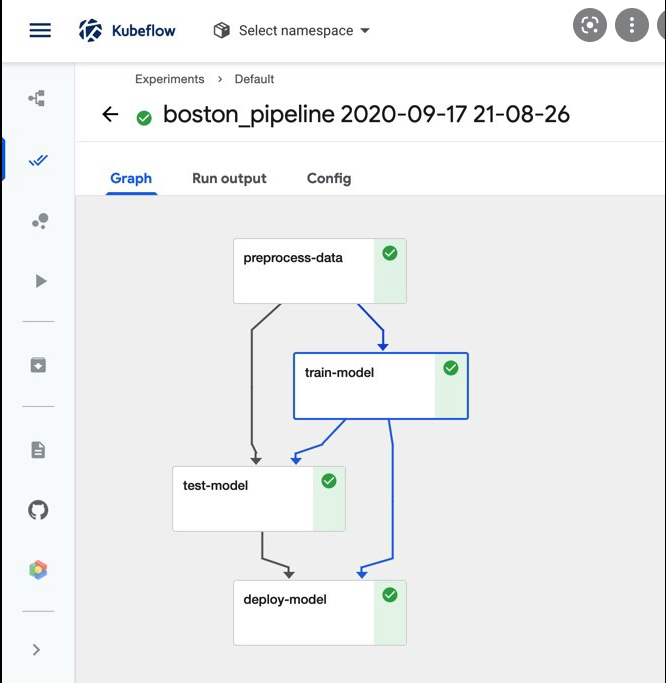 Kubeflow
Select namespace
Experiments > Default
boston_pipeline 2020-09-17 21-08-26
Graph
Run output
Config
preprocess-data
train-model
test-model
deploy-model